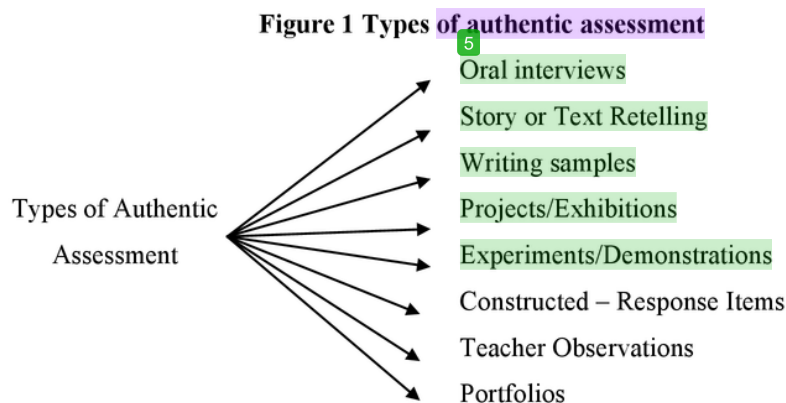 Figure 1 Types of authentic assessment
5
Oral interviews
Story or Text Retelling
Writing samples
Types of Authentic
Assessment
Projects/Exhibitions
Experiments/Demonstrations
Constructed – Response Items
Teacher Observations
Portfolios